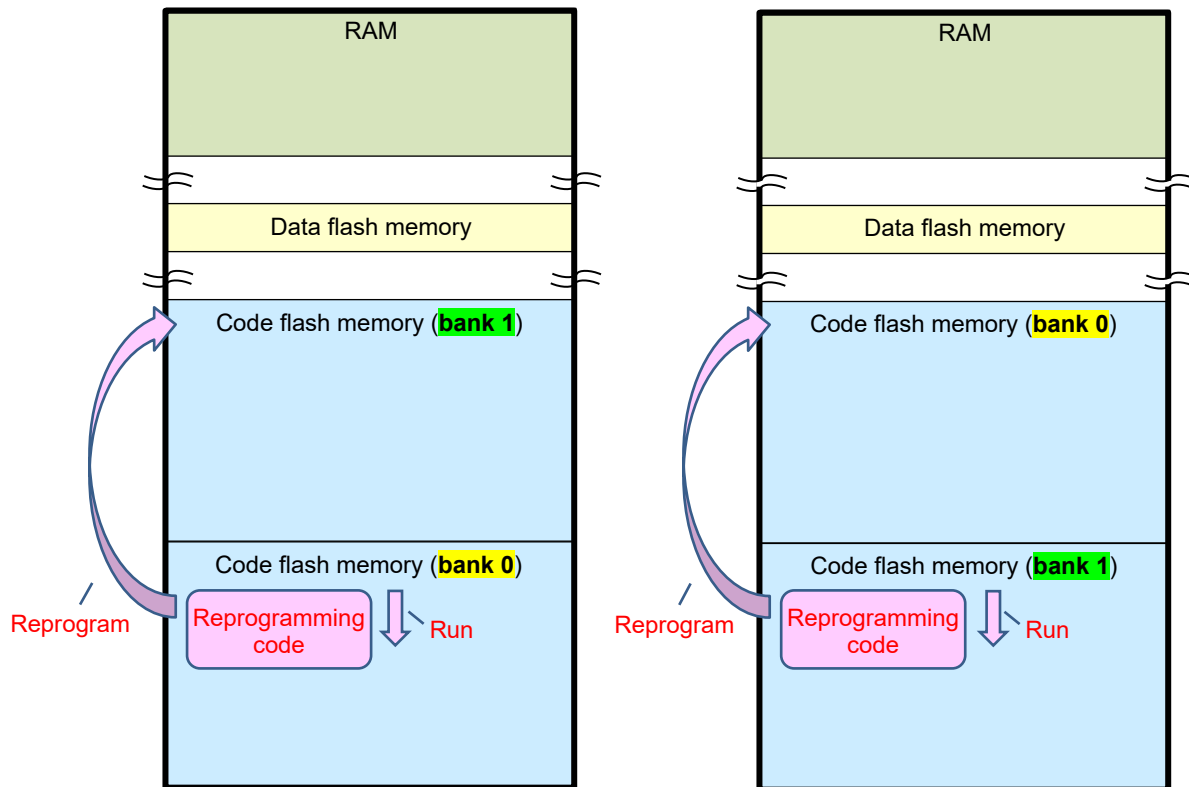 RAM
Data flash memory
Code flash memory (bank 1)
Code flash memory (bank 0)
Reprogram
Reprogramming
code
Run
RAM
Data flash memory
Code flash memory (bank 0)
Code flash memory (bank 1)
Reprogram
Reprogramming
code
Run